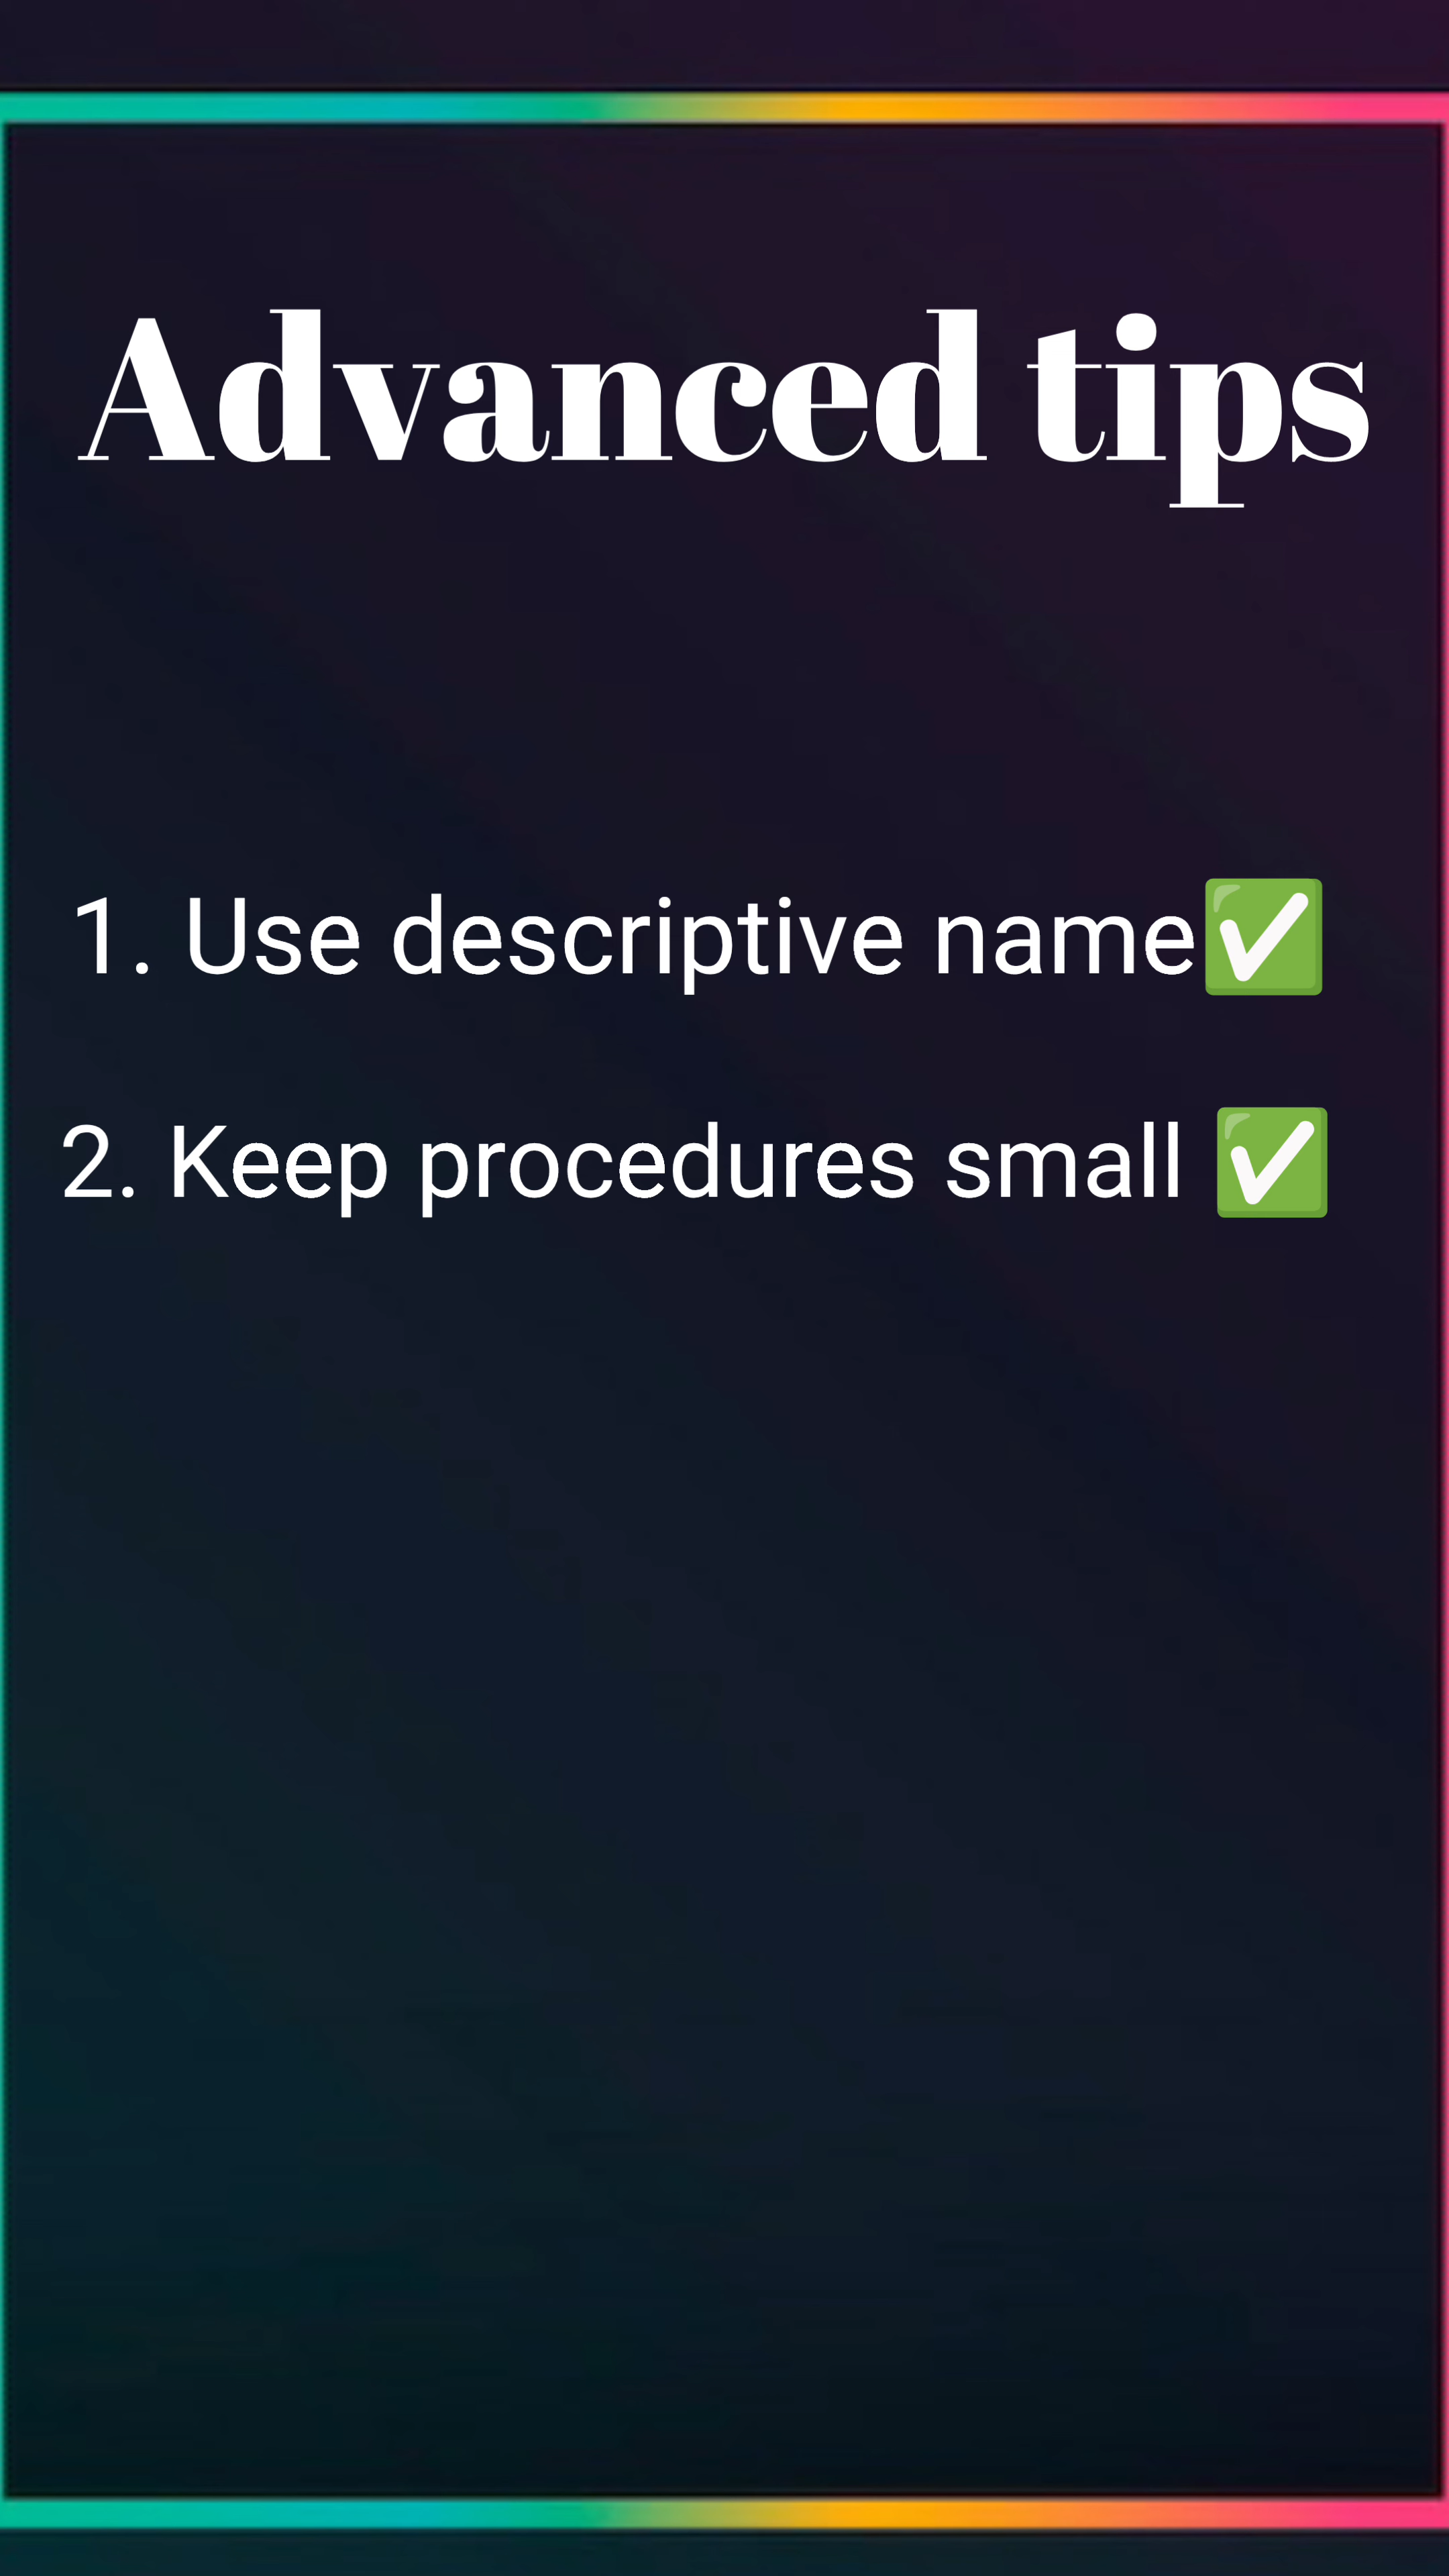 Advanced tips
1. Use descriptive name✅
2. Keep procedures small ✅